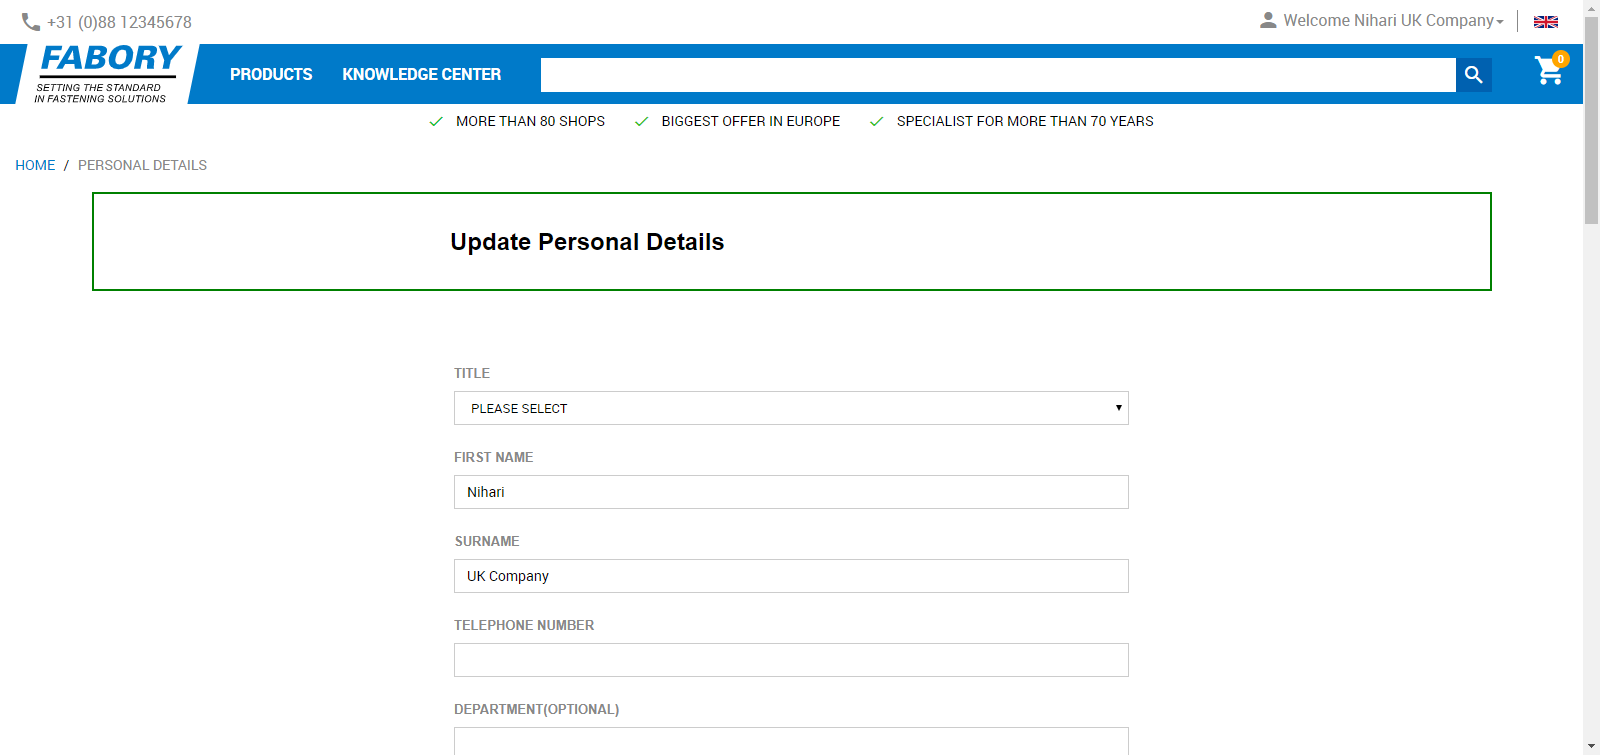 +31 (0)88 12345678
Welcome Nihari UK Company
FABORY
SETTING THE STANDARD
IN FASTENING SOLUTIONS
PRODUCTS
KNOWLEDGE CENTER
0
MORE THAN 80 SHOPS
BIGGEST OFFER IN EUROPE
SPECIALIST FOR MORE THAN 70 YEARS
HOME / PERSONAL DETAILS
Update Personal Details
TITLE
PLEASE SELECT
FIRST NAME
Nihari
SURNAME
UK Company
TELEPHONE NUMBER
DEPARTMENT(OPTIONAL)